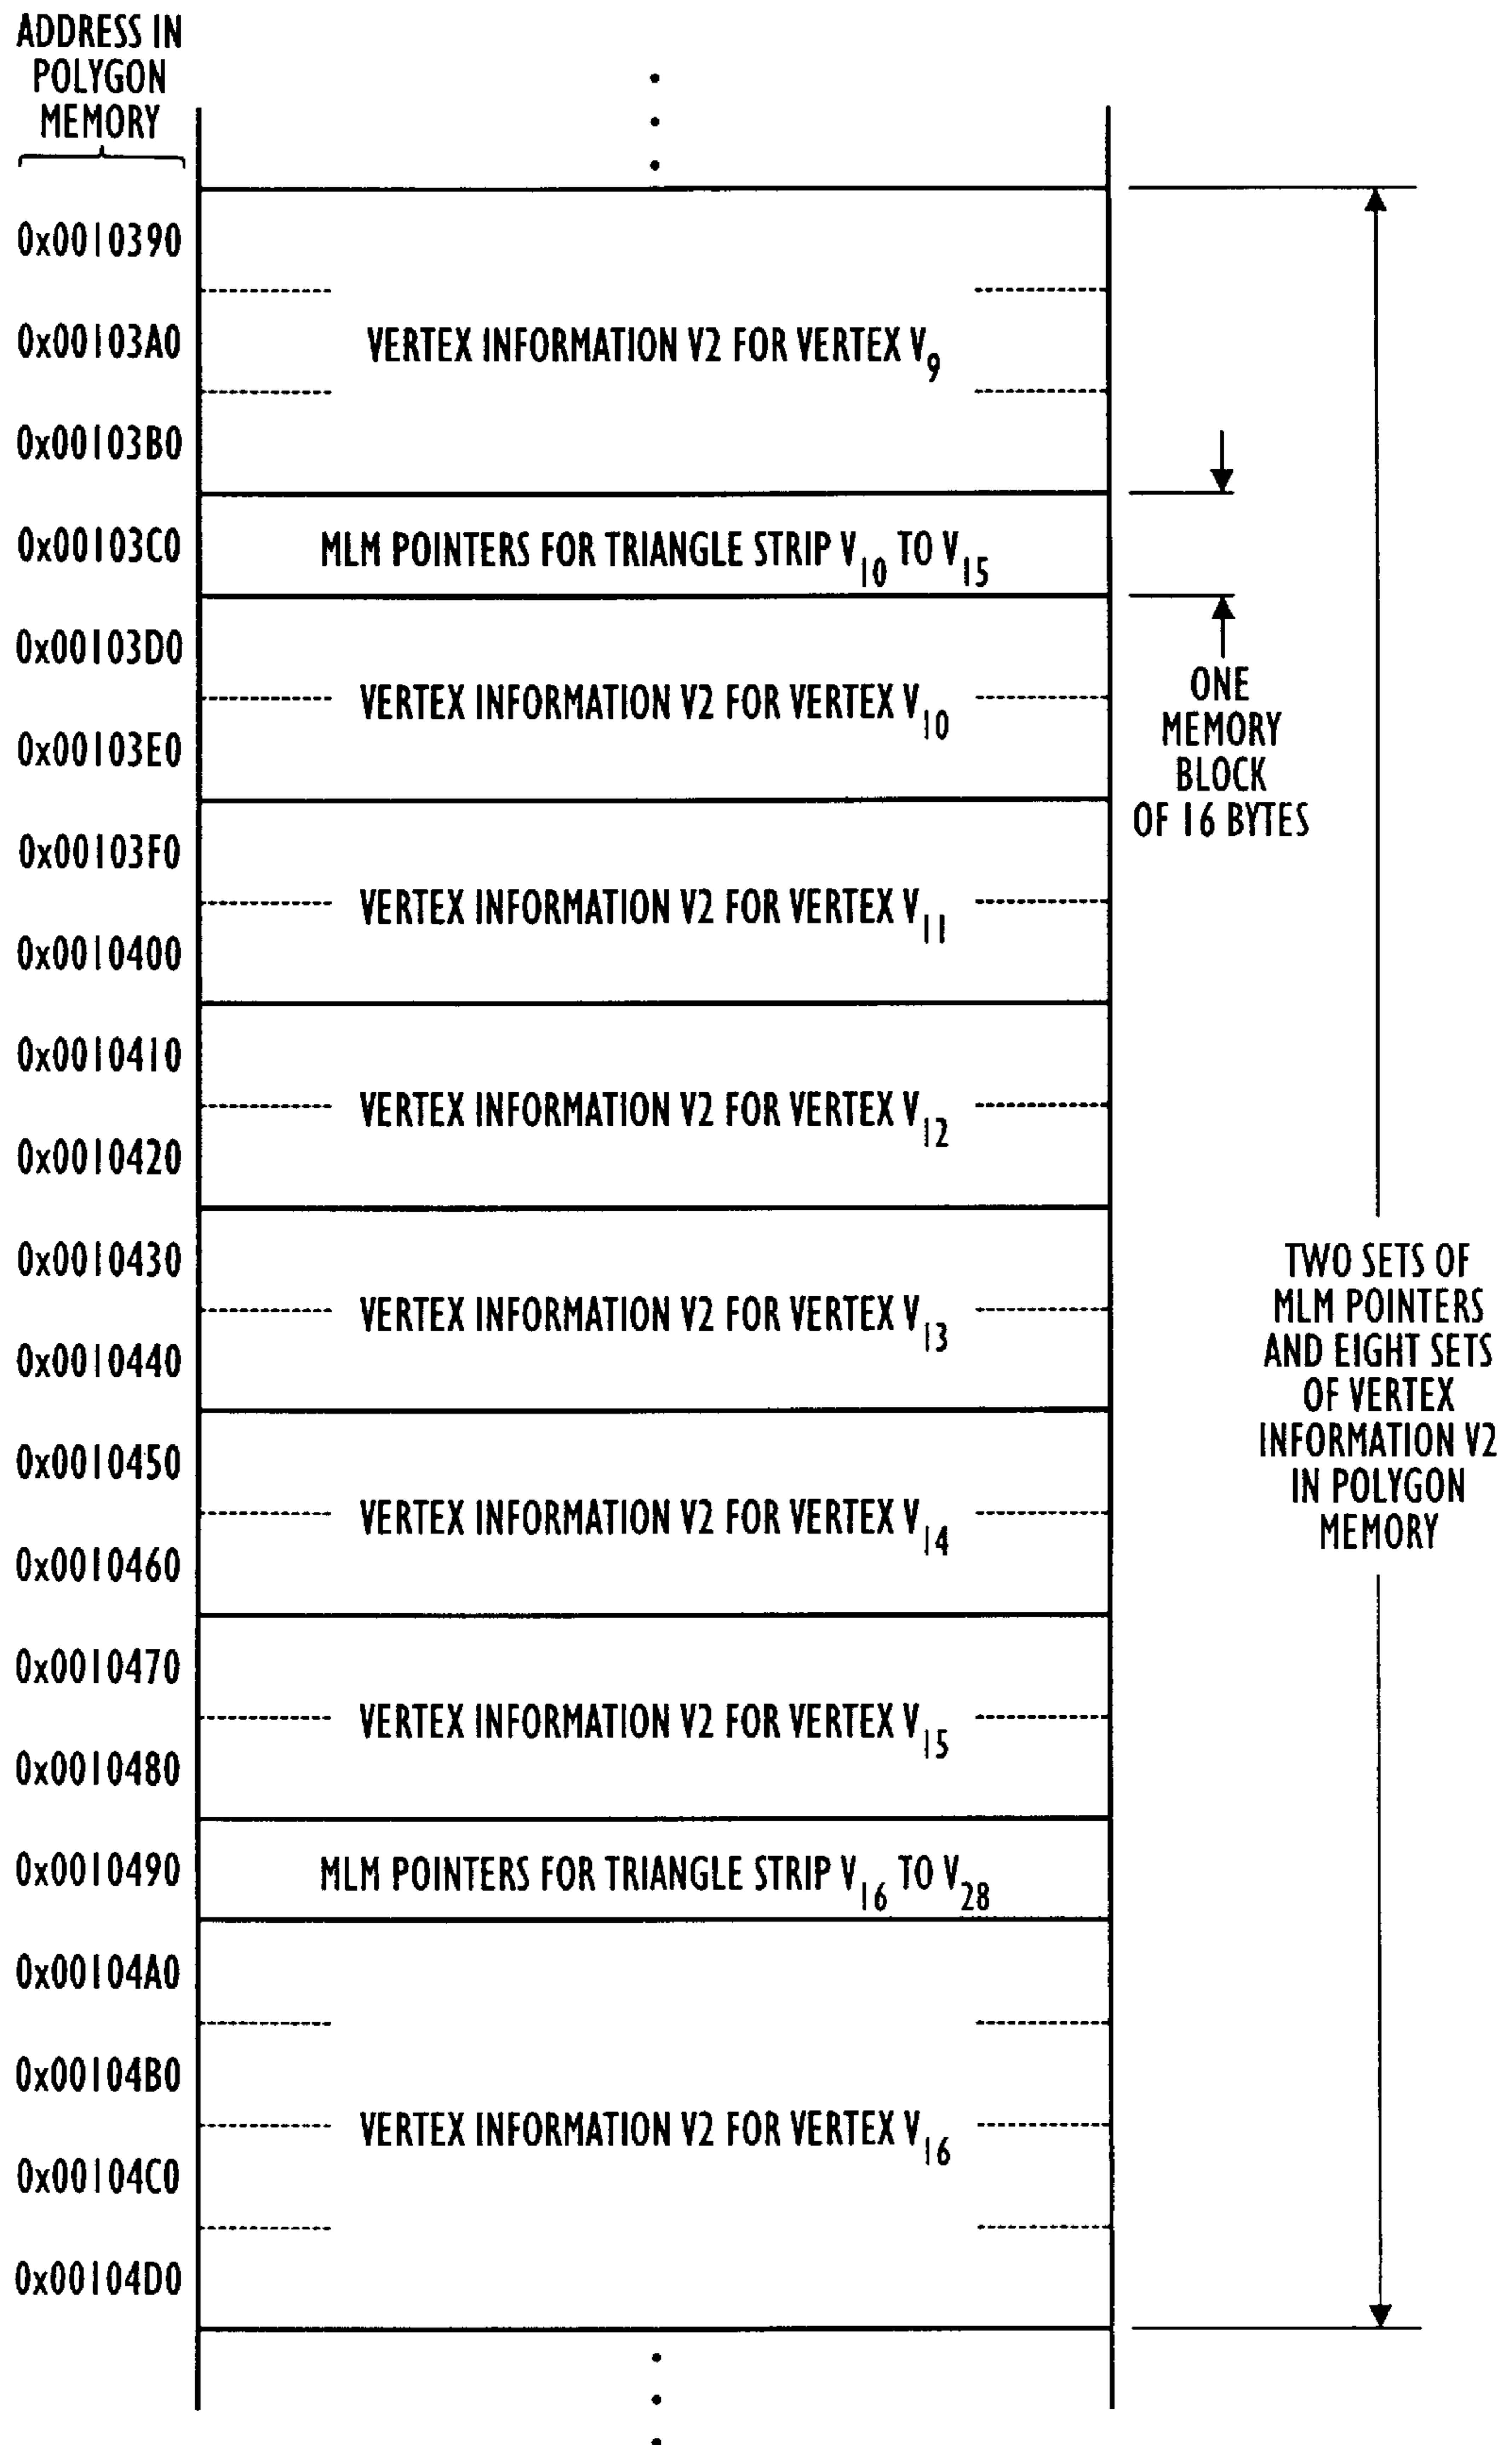 ADDRESS IN
POLYGON
MEMORY
0x0010390
0x00103A0
VERTEX INFORMATION V2 FOR VERTEX V9
0x00103B0
0x00103C0
MLM POINTERS FOR TRIANGLE STRIP V10 TO V15
0x00103D0
VERTEX INFORMATION V2 FOR VERTEX V10
0x00103E0
ONE
MEMORY
BLOCK
OF 16 BYTES
0x00103F0
VERTEX INFORMATION V2 FOR VERTEX V11
0x0010400
0x0010410
VERTEX INFORMATION V2 FOR VERTEX V12
0x0010420
0x0010430
VERTEX INFORMATION V2 FOR VERTEX V13
0x0010440
TWO SETS OF
MLM POINTERS
AND EIGHT SETS
OF VERTEX
INFORMATION V2
IN POLYGON
MEMORY
0x0010450
VERTEX INFORMATION V2 FOR VERTEX V14
0x0010460
0x0010470
VERTEX INFORMATION V2 FOR VERTEX V15
0x0010480
0x0010490
MLM POINTERS FOR TRIANGLE STRIP V16 TO V28
0x00104A0
0x00104B0
VERTEX INFORMATION V2 FOR VERTEX V16
0x00104C0
0x00104D0